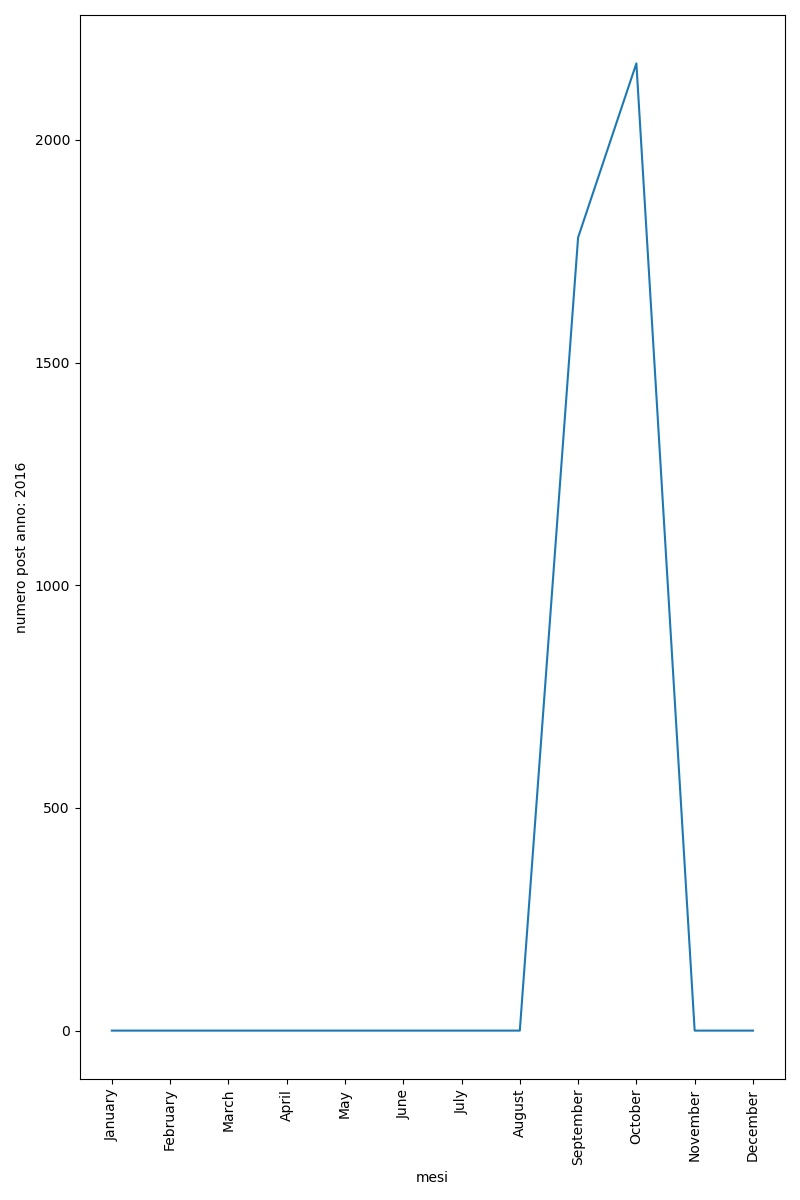 2000
1500
1000
500
0
numero post anno: 2016
January
February
March
April
May
June
July
August
September
October
November
December
mesi